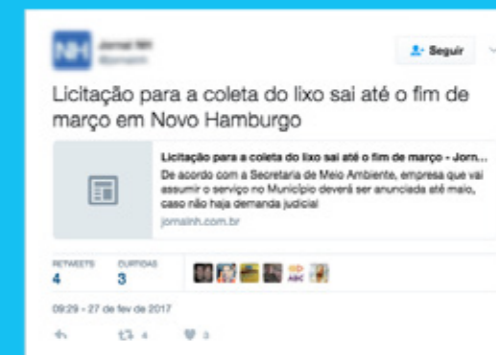 NH
Jornal NH
Seguir
Licitação para a coleta do lixo sai até o fim de
março em Novo Hamburgo
Licitação para a coleta do lixo sai até o fim de março - Jorn...
De acordo com a Secretaria de Meio Ambiente, empresa que vai
assumir o serviço no Município deverá ser anunciada até maio,
caso não haja demanda judicial
jornalnh.com.br
RETWEETS CURTIDAS
4 3
ABC
09:29 - 27 de fev de 2017
4 3